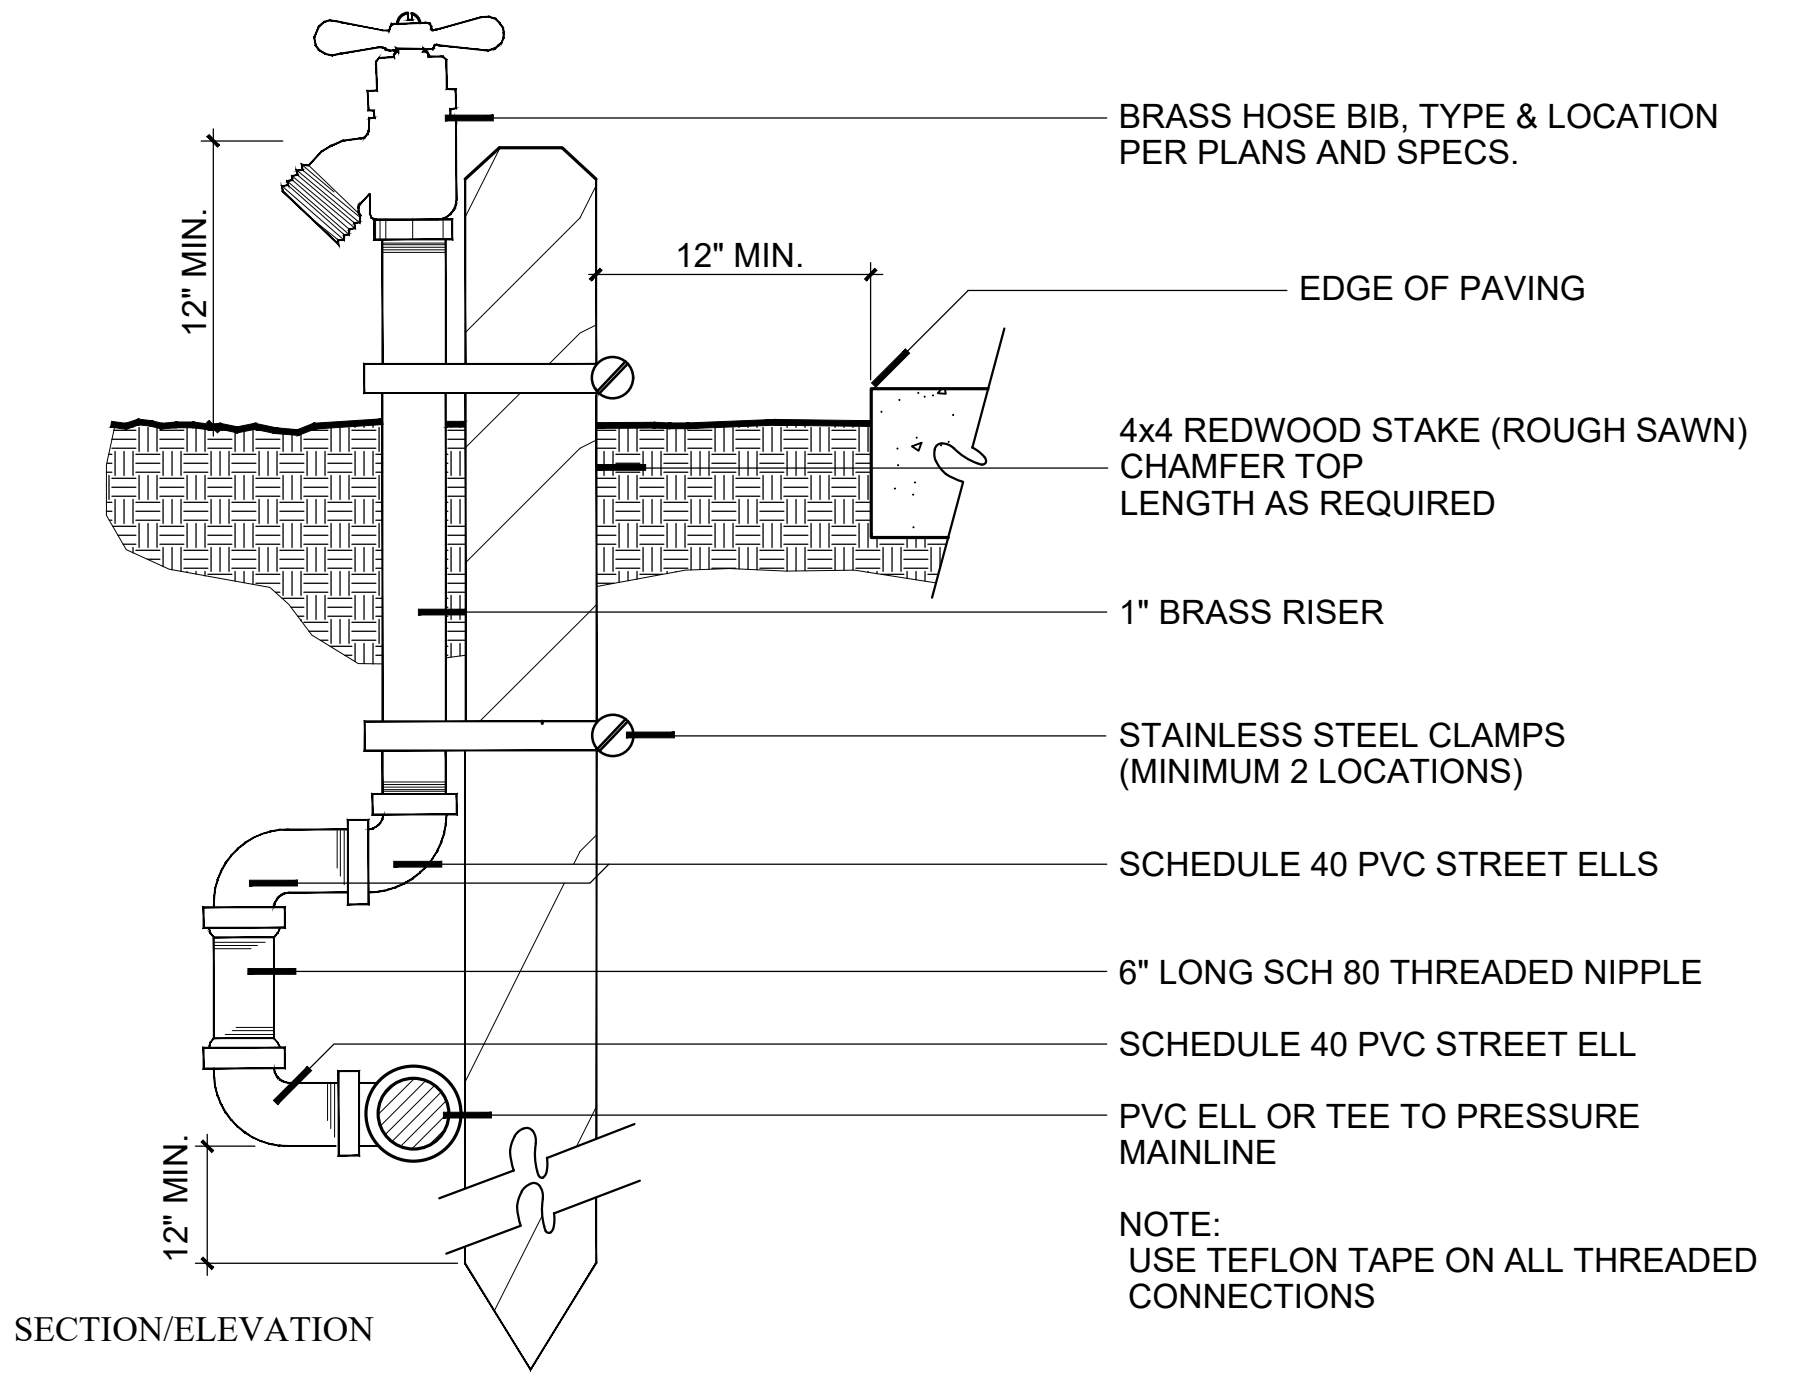 BRASS HOSE BIB, TYPE & LOCATION
PER PLANS AND SPECS.
12" MIN.
12" MIN.
EDGE OF PAVING
4x4 REDWOOD STAKE (ROUGH SAWN)
CHAMFER TOP
LENGTH AS REQUIRED
1" BRASS RISER
STAINLESS STEEL CLAMPS
(MINIMUM 2 LOCATIONS)
SCHEDULE 40 PVC STREET ELLS
6" LONG SCH 80 THREADED NIPPLE
SCHEDULE 40 PVC STREET ELL
PVC ELL OR TEE TO PRESSURE
MAINLINE
12" MIN.
NOTE:
USE TEFLON TAPE ON ALL THREADED
CONNECTIONS
SECTION/ELEVATION